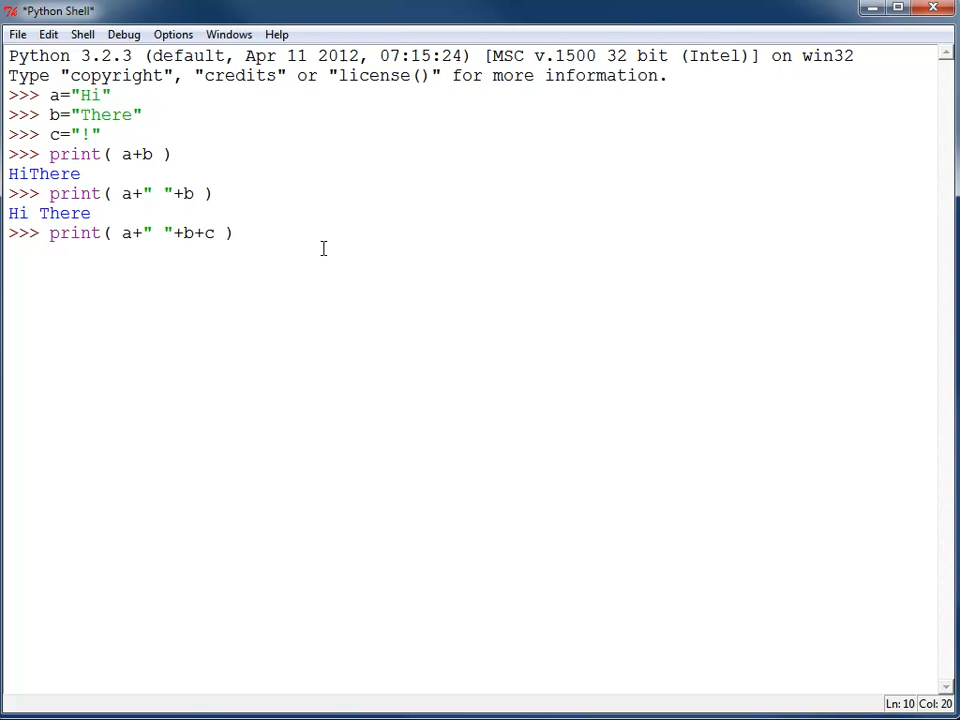 *Python Shell*
File Edit Shell Debug Options Windows Help
Python 3.2.3 (default, Apr 11 2012, 07:15:24) [MSC v.1500 32 bit (Intel)] on win32
Type "copyright", "credits" or "license()" for more information.
>>> a="Hi"
>>> b="There"
>>> c="!"
>>> print( a+b )
HiThere
>>> print( a+" "+b )
Hi There
>>> print( a+" "+b+c )
Ln: 10 Col: 20